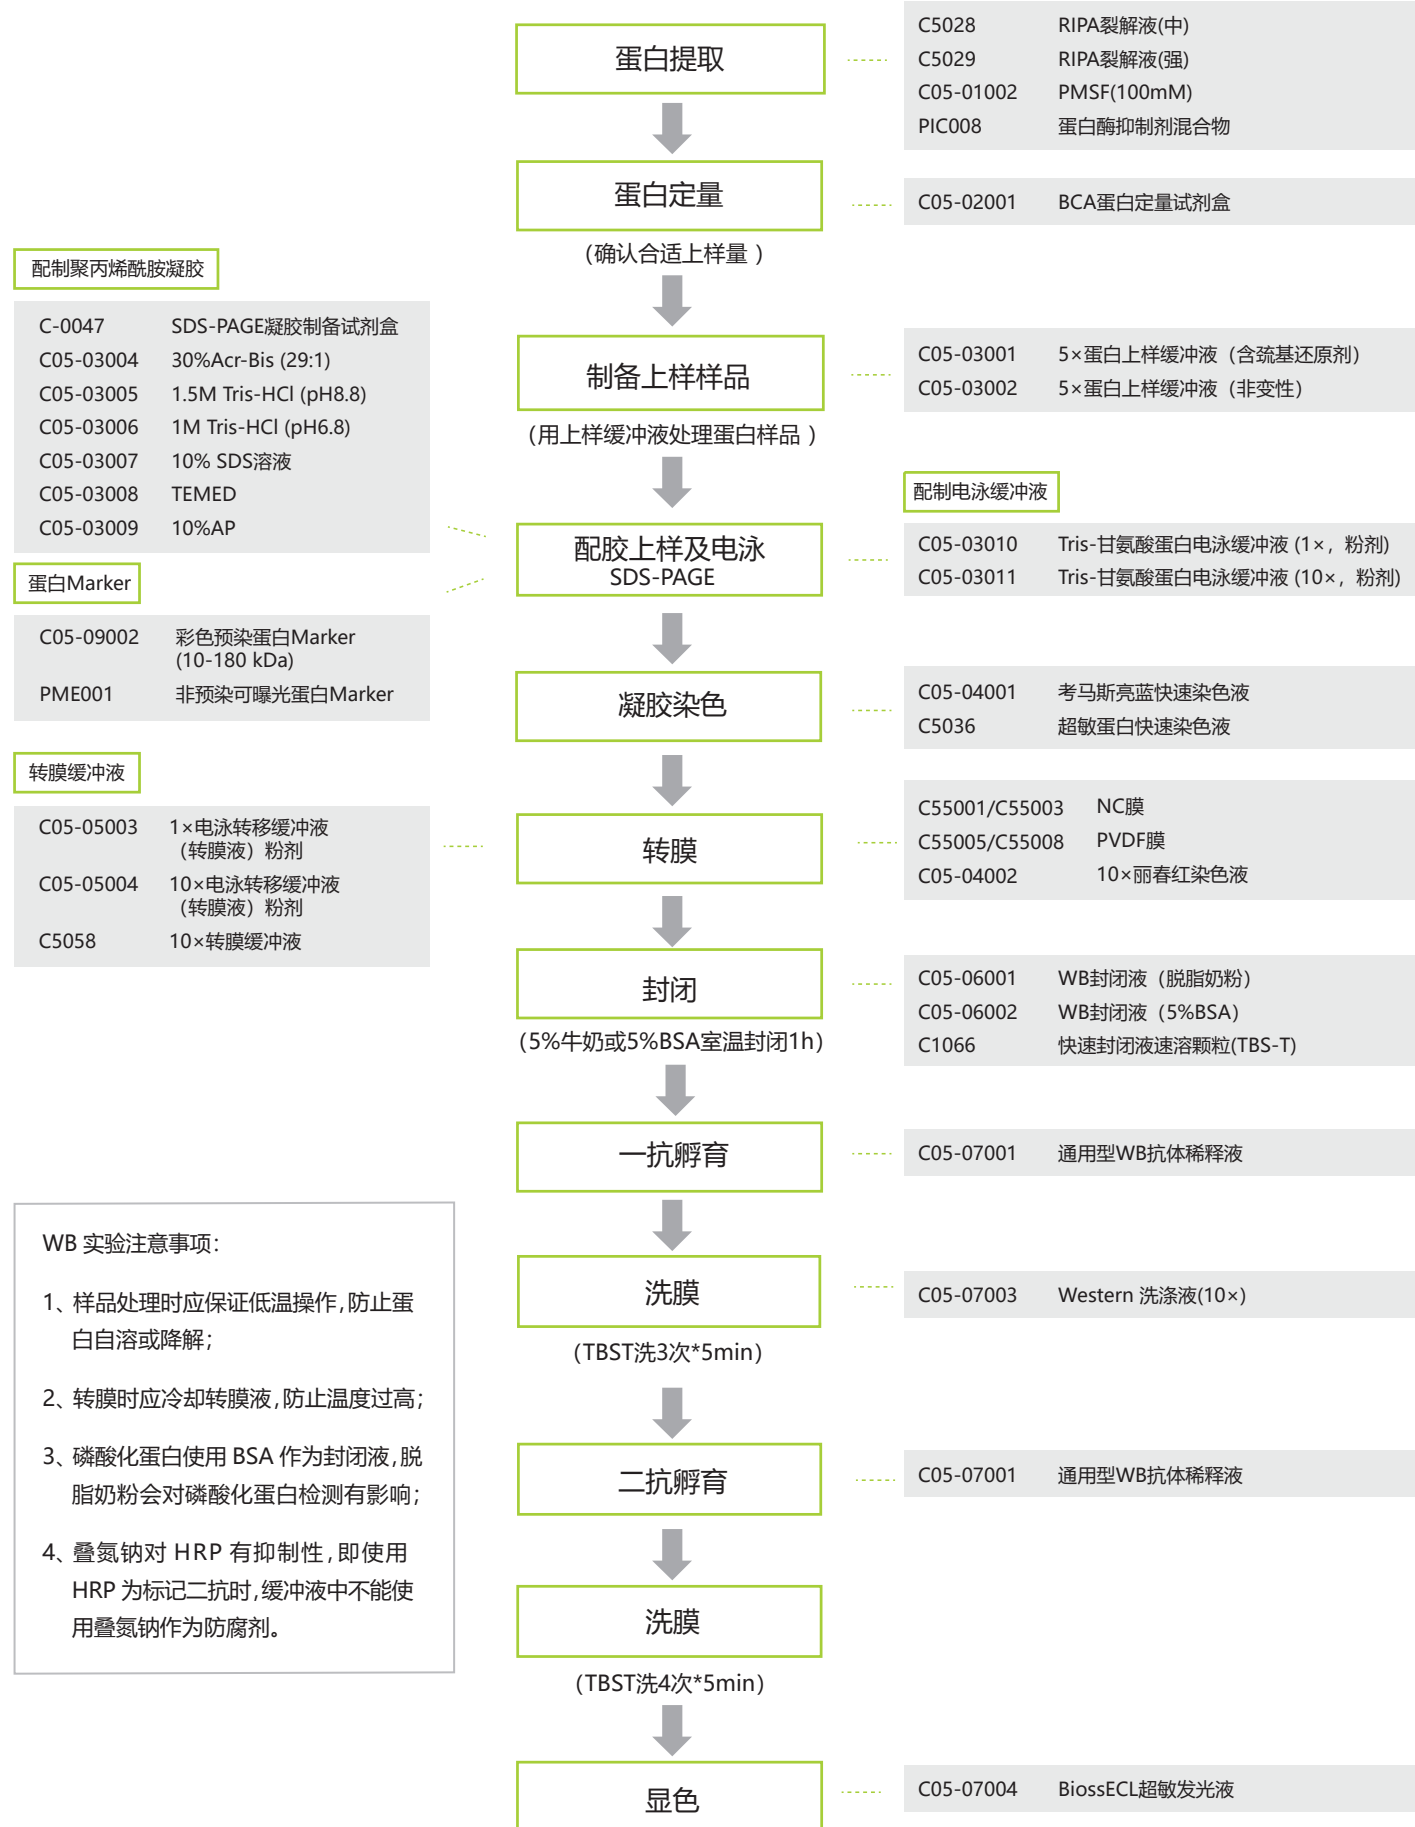 蛋白提取
C5028 RIPA裂解液(中)
C5029 RIPA裂解液(强)
C05-01002 PMSF(100mM)
PIC008 蛋白酶抑制剂混合物
蛋白定量
(确认合适上样量 )
C05-02001 BCA蛋白定量试剂盒
配制聚丙烯酰胺凝胶
C-0047 SDS-PAGE凝胶制备试剂盒
C05-03004 30%Acr-Bis (29:1)
C05-03005 1.5M Tris-HCl (pH8.8)
C05-03006 1M Tris-HCl (pH6.8)
C05-03007 10% SDS溶液
C05-03008 TEMED
C05-03009 10%AP
制备上样样品
(用上样缓冲液处理蛋白样品 )
C05-03001 5×蛋白上样缓冲液（含巯基还原剂）
C05-03002 5×蛋白上样缓冲液（非变性）
配制电泳缓冲液
C05-03010 Tris-甘氨酸蛋白电泳缓冲液 (1×，粉剂)
C05-03011 Tris-甘氨酸蛋白电泳缓冲液 (10×，粉剂)
配胶上样及电泳
SDS-PAGE
蛋白Marker
C05-09002 彩色预染蛋白Marker
(10-180 kDa)
PME001 非预染可曝光蛋白Marker
凝胶染色
C05-04001 考马斯亮蓝快速染色液
C5036 超敏蛋白快速染色液
转膜缓冲液
C05-05003 1×电泳转移缓冲液
（转膜液）粉剂
C05-05004 10×电泳转移缓冲液
（转膜液）粉剂
C5058 10×转膜缓冲液
转膜
C55001/C55003 NC膜
C55005/C55008 PVDF膜
C05-04002 10×丽春红染色液
封闭
(5%牛奶或5%BSA室温封闭1h)
C05-06001 WB封闭液（脱脂奶粉）
C05-06002 WB封闭液（5%BSA）
C1066 快速封闭液速溶颗粒(TBS-T)
一抗孵育
C05-07001 通用型WB抗体稀释液
洗膜
(TBST洗3次*5min)
C05-07003 Western 洗涤液(10×)
二抗孵育
C05-07001 通用型WB抗体稀释液
洗膜
(TBST洗4次*5min)
显色
C05-07004 BiossECL超敏发光液
WB 实验注意事项：
1、样品处理时应保证低温操作，防止蛋
白自溶或降解；
2、转膜时应冷却转膜液，防止温度过高；
3、磷酸化蛋白使用 BSA 作为封闭液，脱
脂奶粉会对磷酸化蛋白检测有影响；
4、叠氮钠对 HRP 有抑制性，即使用
HRP 为标记二抗时，缓冲液中不能使
用叠氮钠作为防腐剂。